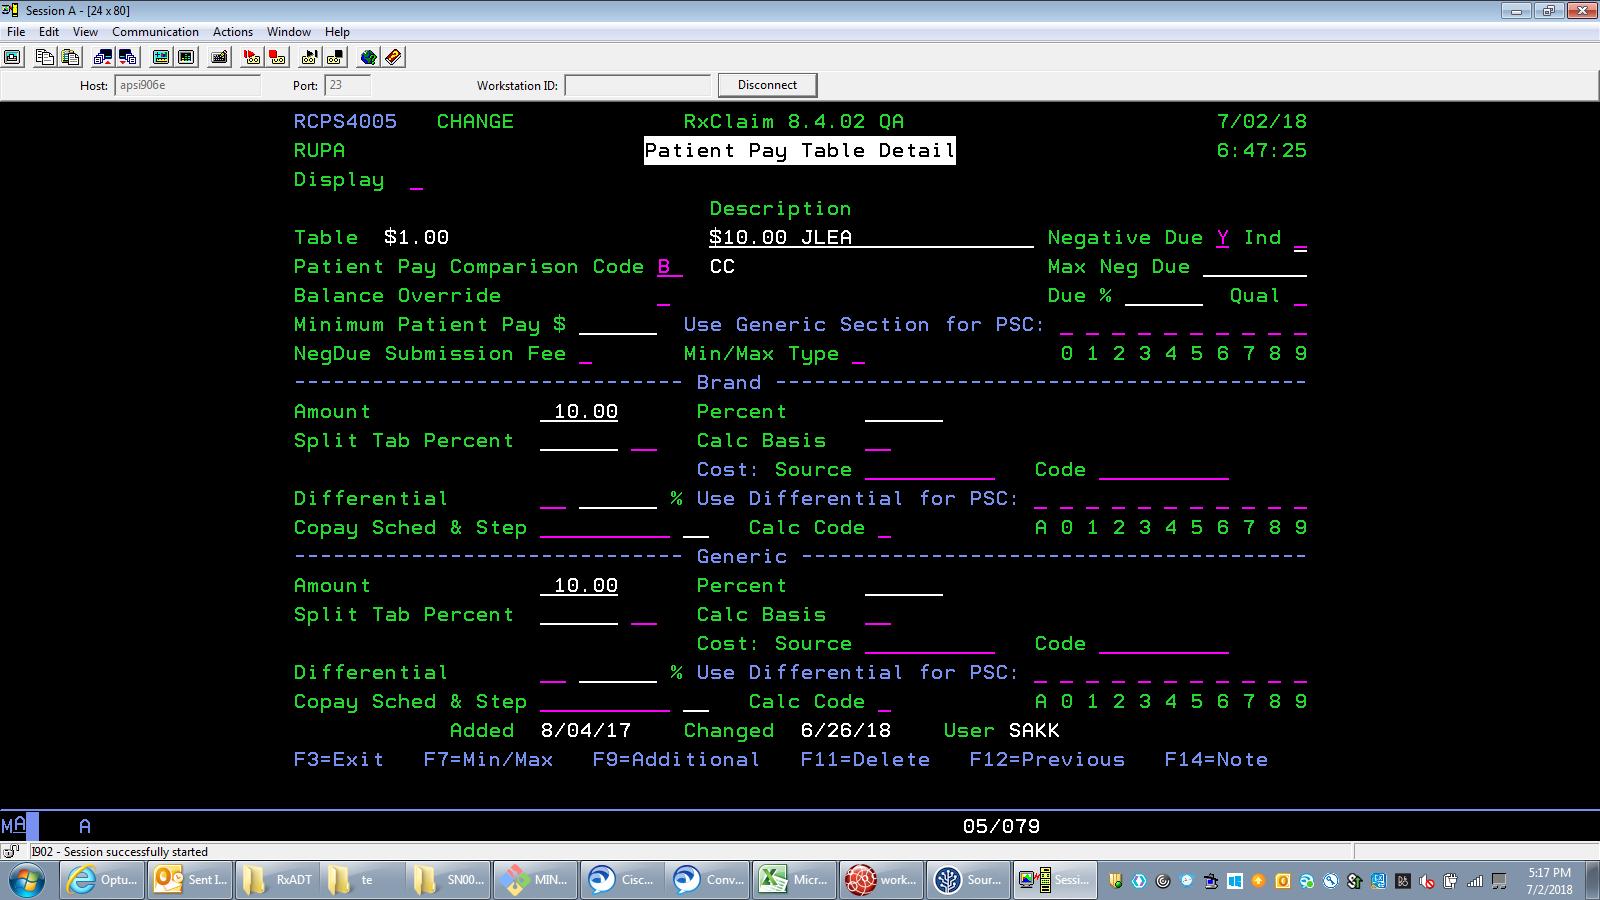 Session A - [24 x 80]
File Edit View Communication Actions Window Help
Host: apsi906e Port: 23 Workstation ID: Disconnect
RCPS4005 CHANGE RxClaim 8.4.02 QA 7/02/18
RUPA Patient Pay Table Detail 6:47:25
Display
Description
Table $1.00 $10.00 JLEA Negative Due Y Ind
Patient Pay Comparison Code B CC Max Neg Due
Balance Override Due % Qual
Minimum Patient Pay $ Use Generic Section for PSC:
NegDue Submission Fee Min/Max Type 0 1 2 3 4 5 6 7 8 9
------------------------------ Brand -----------------------------------------
Amount 10.00 Percent
Split Tab Percent Calc Basis
Cost: Source Code
Differential % Use Differential for PSC:
Copay Sched & Step Calc Code A 0 1 2 3 4 5 6 7 8 9
------------------------------ Generic ---------------------------------------
Amount 10.00 Percent
Split Tab Percent Calc Basis
Cost: Source Code
Differential % Use Differential for PSC:
Copay Sched & Step Calc Code A 0 1 2 3 4 5 6 7 8 9
Added 8/04/17 Changed 6/26/18 User SAKK
F3=Exit F7=Min/Max F9=Additional F11=Delete F12=Previous F14=Note
MA A 05/079
I902 - Session successfully started
Optu... Sent I... RxADT te SN00... MIN... Cisc... Conv... Micr... work... Sour... Sessi... 5:17 PM
7/2/2018